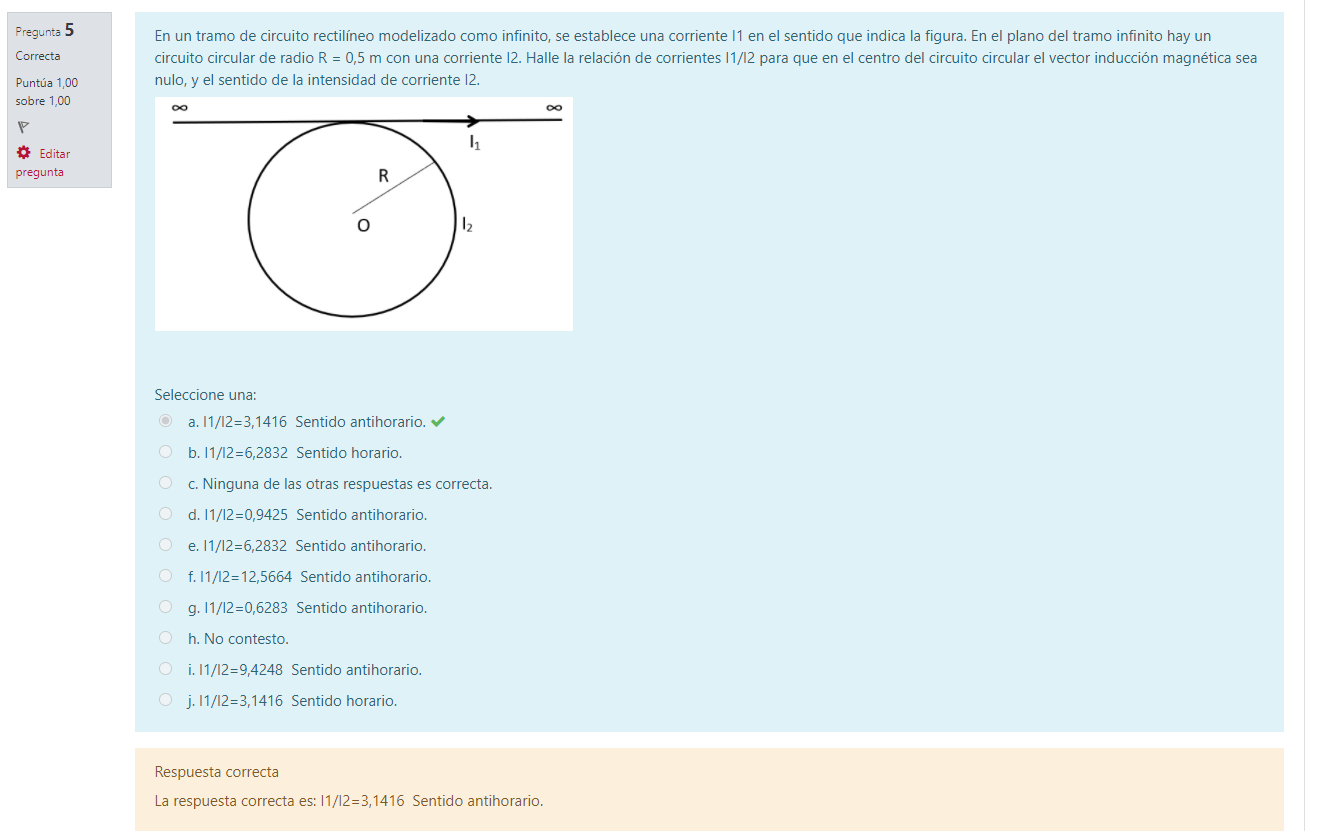 Pregunta 5
Correcta
Puntúa 1,00
sobre 1,00
Editar
pregunta
En un tramo de circuito rectilíneo modelizado como infinito, se establece una corriente I1 en el sentido que indica la figura. En el plano del tramo infinito hay un
circuito circular de radio R = 0,5 m con una corriente I2. Halle la relación de corrientes I1/I2 para que en el centro del circuito circular el vector inducción magnética sea
nulo, y el sentido de la intensidad de corriente I2.
∞ ∞
I₁
R
O I₂
Seleccione una:
a. I1/I2=3,1416 Sentido antihorario.
b. I1/I2=6,2832 Sentido horario.
c. Ninguna de las otras respuestas es correcta.
d. I1/I2=0,9425 Sentido antihorario.
e. I1/I2=6,2832 Sentido antihorario.
f. I1/I2=12,5664 Sentido antihorario.
g. I1/I2=0,6283 Sentido antihorario.
h. No contesto.
i. I1/I2=9,4248 Sentido antihorario.
j. I1/I2=3,1416 Sentido horario.
Respuesta correcta
La respuesta correcta es: I1/I2=3,1416 Sentido antihorario.